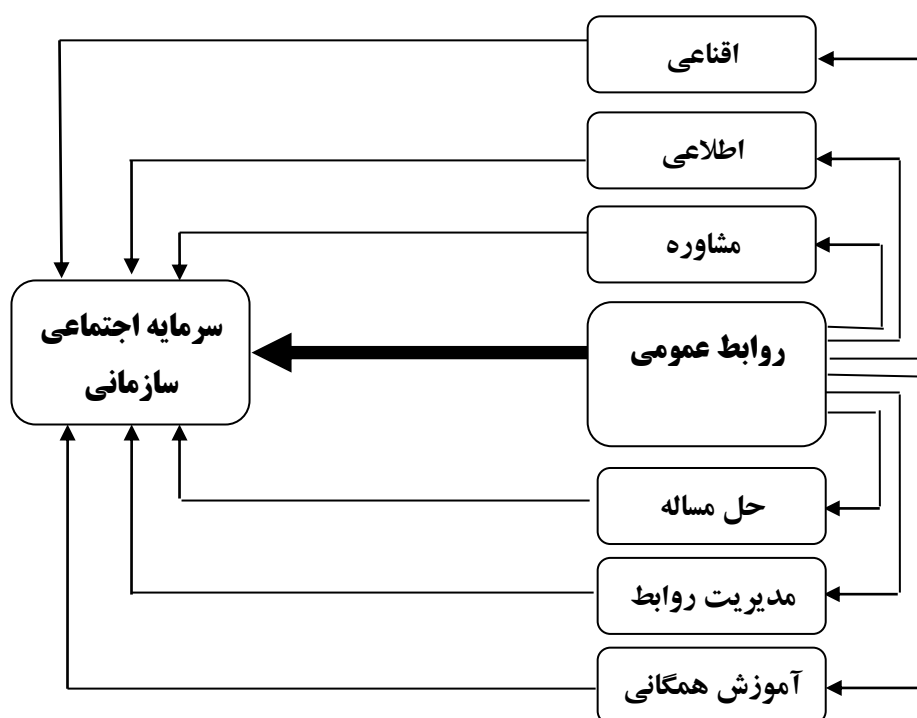 اقناعی
اطلاعی
مشاوره
روابط عمومی
سرمایه اجتماعی
سازمانی
حل مساله
مدیریت روابط
آموزش همگانی